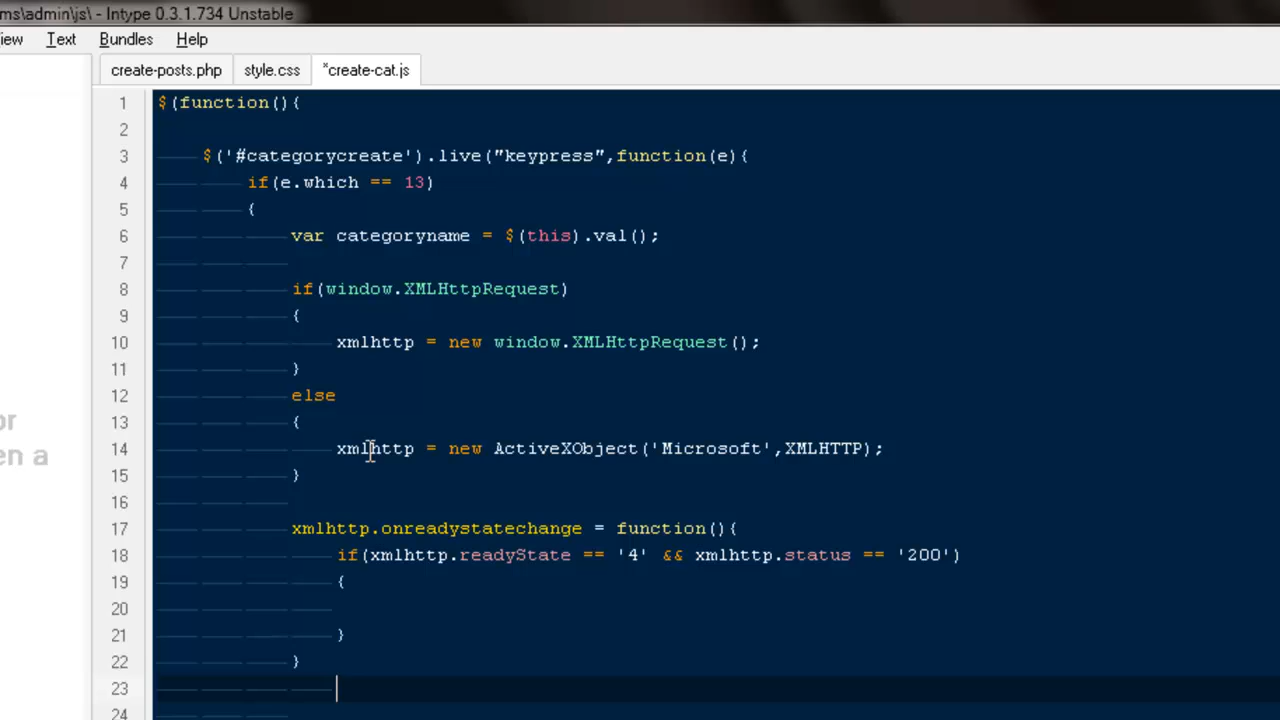 ms\admin\js\ - Intype 0.3.1.734 Unstable
iew Text Bundles Help
create-posts.php style.css *create-cat.js
1 $(function(){
2
3 $('#categorycreate').live("keypress",function(e){
4 if(e.which == 13)
5 {
6 var categoryname = $(this).val();
7
8 if(window.XMLHttpRequest)
9 {
10 xmlhttp = new window.XMLHttpRequest();
11 }
12 else
13 {
14 xmlhttp = new ActiveXObject('Microsoft',XMLHTTP);
15 }
16
17 xmlhttp.onreadystatechange = function(){
18 if(xmlhttp.readyState == '4' && xmlhttp.status == '200')
19 {
20
21 }
22 }
23
24
or
en a